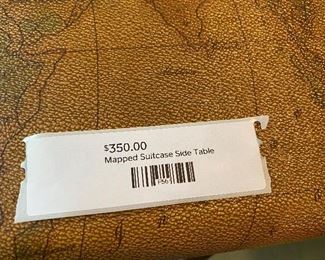 $350.00
Mapped Suitcase Side Table